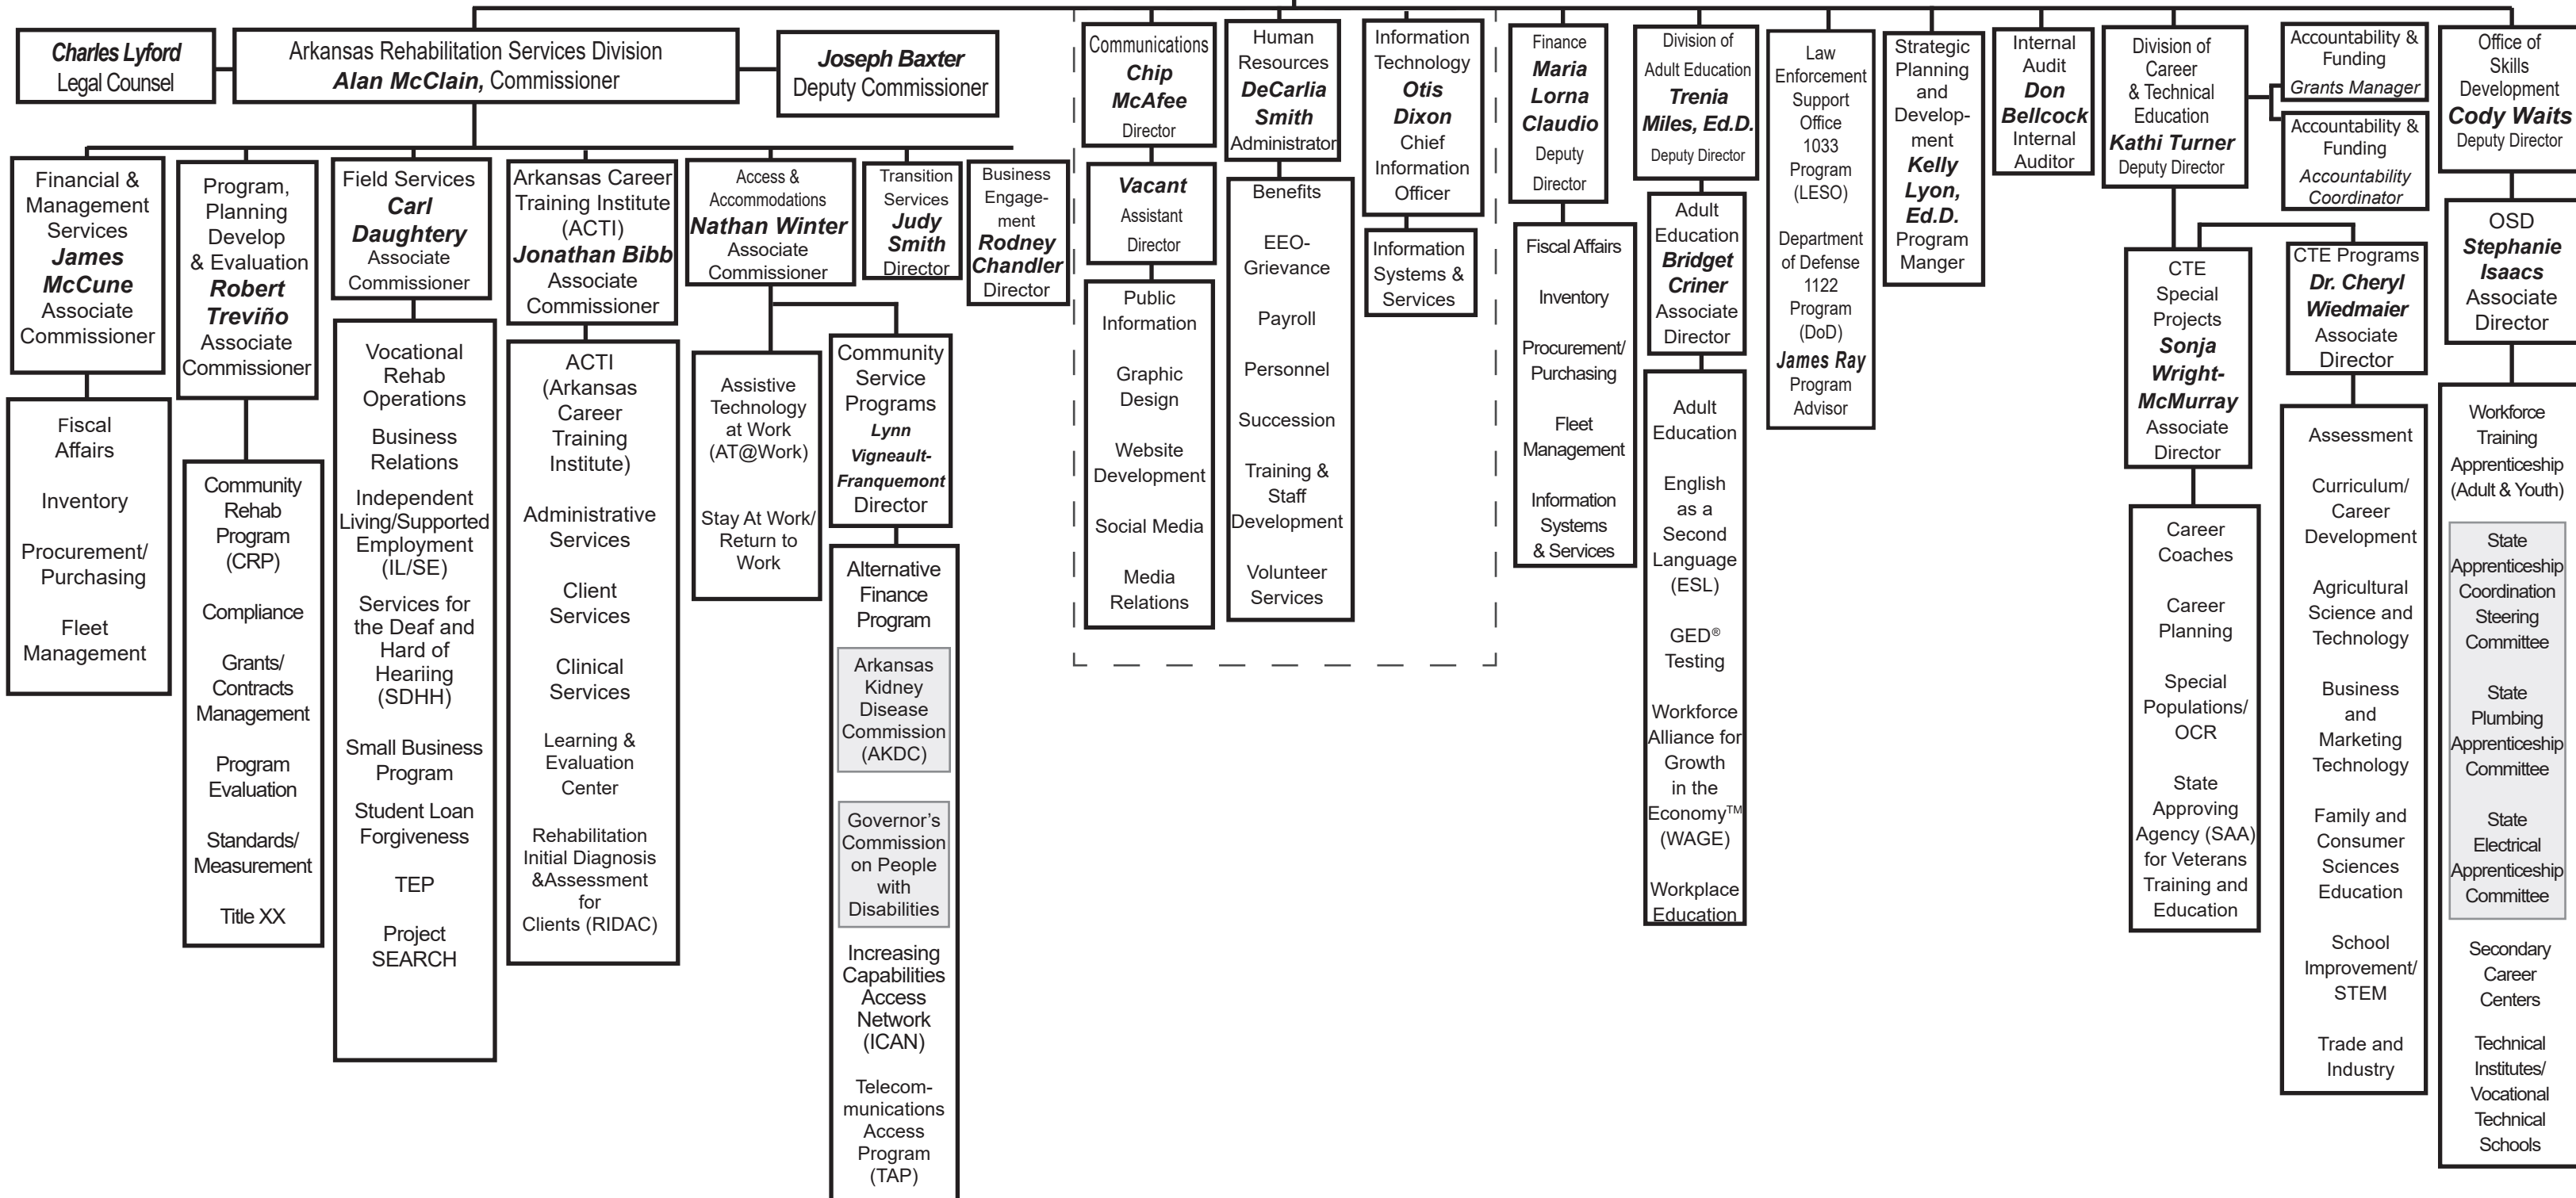 Charles Lyford
Legal Counsel
Arkansas Rehabilitation Services Division
Alan McClain, Commissioner
Joseph Baxter
Deputy Commissioner
Financial &
Management
Services
James
McCune
Associate
Commissioner
Fiscal
Affairs
Inventory
Procurement/
Purchasing
Fleet
Management
Program,
Planning
Develop
& Evaluation
Robert
Treviño
Associate
Commissioner
Community
Rehab
Program
(CRP)
Compliance
Grants/
Contracts
Management
Program
Evaluation
Standards/
Measurement
Title XX
Field Services
Carl
Daughtery
Associate
Commissioner
Vocational
Rehab
Operations
Business
Relations
Independent
Living/Supported
Employment
(IL/SE)
Services for
the Deaf and
Hard of
Heariing
(SDHH)
Small Business
Program
Student Loan
Forgiveness
TEP
Project
SEARCH
Arkansas Career
Training Institute
(ACTI)
Jonathan Bibb
Associate
Commissioner
ACTI
(Arkansas
Career
Training
Institute)
Administrative
Services
Client
Services
Clinical
Services
Learning &
Evaluation
Center
Rehabilitation
Initial Diagnosis
&Assessment
for
Clients (RIDAC)
Access &
Accommodations
Nathan Winter
Associate
Commissioner
Assistive
Technology
at Work
(AT@Work)
Stay At Work/
Return to
Work
Community
Service
Programs
Lynn
Vigneault-
Franquemont
Director
Alternative
Finance
Program
Arkansas
Kidney
Disease
Commission
(AKDC)
Governor’s
Commission
on People
with
Disabilities
Increasing
Capabilities
Access
Network
(ICAN)
Telecom-
munications
Access
Program
(TAP)
Transition
Services
Judy
Smith
Director
Business
Engage-
ment
Rodney
Chandler
Director
Communications
Chip
McAfee
Director
Vacant
Assistant
Director
Public
Information
Graphic
Design
Website
Development
Social Media
Media
Relations
Human
Resources
DeCarlia
Smith
Administrator
Benefits
EEO-
Grievance
Payroll
Personnel
Succession
Training &
Staff
Development
Volunteer
Services
Information
Technology
Otis
Dixon
Chief
Information
Officer
Information
Systems &
Services
Finance
Maria
Lorna
Claudio
Deputy
Director
Fiscal Affairs
Inventory
Procurement/
Purchasing
Fleet
Management
Information
Systems
& Services
Division of
Adult Education
Trenia
Miles, Ed.D.
Deputy Director
Adult
Education
Bridget
Criner
Associate
Director
Adult
Education
English
as a
Second
Language
(ESL)
GED®
Testing
Workforce
Alliance for
Growth
in the
Economy™
(WAGE)
Workplace
Education
Law
Enforcement
Support
Office
1033
Program
(LESO)
Department
of Defense
1122
Program
(DoD)
James Ray
Program
Advisor
Strategic
Planning
and
Develop-
ment
Kelly
Lyon,
Ed.D.
Program
Manger
Internal
Audit
Don
Bellcock
Internal
Auditor
Division of
Career
& Technical
Education
Kathi Turner
Deputy Director
Accountability &
Funding
Grants Manager
Accountability &
Funding
Accountability
Coordinator
CTE
Special
Projects
Sonja
Wright-
McMurray
Associate
Director
Career
Coaches
Career
Planning
Special
Populations/
OCR
State
Approving
Agency (SAA)
for Veterans
Training and
Education
CTE Programs
Dr. Cheryl
Wiedmaier
Associate
Director
Assessment
Curriculum/
Career
Development
Agricultural
Science and
Technology
Business
and
Marketing
Technology
Family and
Consumer
Sciences
Education
School
Improvement/
STEM
Trade and
Industry
Office of
Skills
Development
Cody Waits
Deputy Director
OSD
Stephanie
Isaacs
Associate
Director
Workforce
Training
Apprenticeship
(Adult & Youth)
State
Apprenticeship
Coordination
Steering
Committee
State
Plumbing
Apprenticeship
Committee
State
Electrical
Apprenticeship
Committee
Secondary
Career
Centers
Technical
Institutes/
Vocational
Technical
Schools